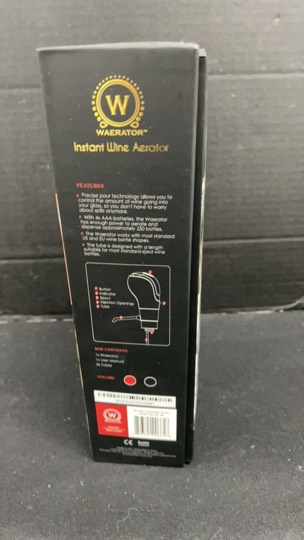 W
WAERATOR™
Instant Wine Aerator
FEATURES
Precise pour technology allows you to
control the amount of wine going into
your glass, so you don't have to worry
about spills anymore.
With 4x AAA batteries, the Waerator
has enough power to aerate and
dispense approximately 250 bottles.
The Waerator works with most standard
US and EU wine bottle shapes.
The tube is designed with a length
suitable for most standard-sized wine
bottles.
Button
Indicator
Spout
Injection Openings
Tube
BOX CONTENTS
1x Waerator
1x User Manual
2x Tubes
COLORS
W
WAERATOR
CE RoHS